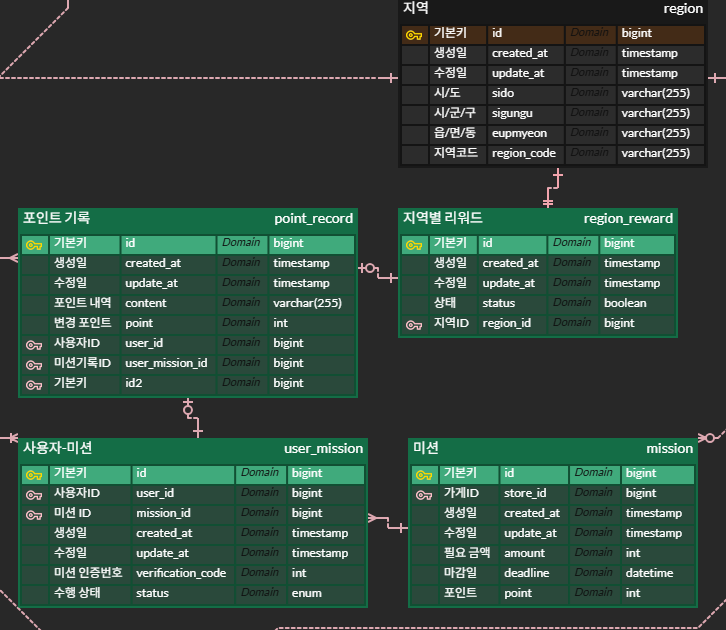 지역 region
기본키 id Domain bigint
생성일 created_at Domain timestamp
수정일 update_at Domain timestamp
시/도 sido Domain varchar(255)
시/군/구 sigungu Domain varchar(255)
읍/면/동 eupmyeon Domain varchar(255)
지역코드 region_code Domain varchar(255)
포인트 기록 point_record
기본키 id Domain bigint
생성일 created_at Domain timestamp
수정일 update_at Domain timestamp
포인트 내역 content Domain varchar(255)
변경 포인트 point Domain int
사용자ID user_id Domain bigint
미션기록ID user_mission_id Domain bigint
기본키 id2 Domain bigint
지역별 리워드 region_reward
기본키 id Domain bigint
생성일 created_at Domain timestamp
수정일 update_at Domain timestamp
상태 status Domain boolean
지역ID region_id Domain bigint
사용자-미션 user_mission
기본키 id Domain bigint
사용자ID user_id Domain bigint
미션 ID mission_id Domain bigint
생성일 created_at Domain timestamp
수정일 update_at Domain timestamp
미션 인증번호 verification_code Domain int
수행 상태 status Domain enum
미션 mission
기본키 id Domain bigint
가게ID store_id Domain bigint
생성일 created_at Domain timestamp
수정일 update_at Domain timestamp
필요 금액 amount Domain int
마감일 deadline Domain datetime
포인트 point Domain int